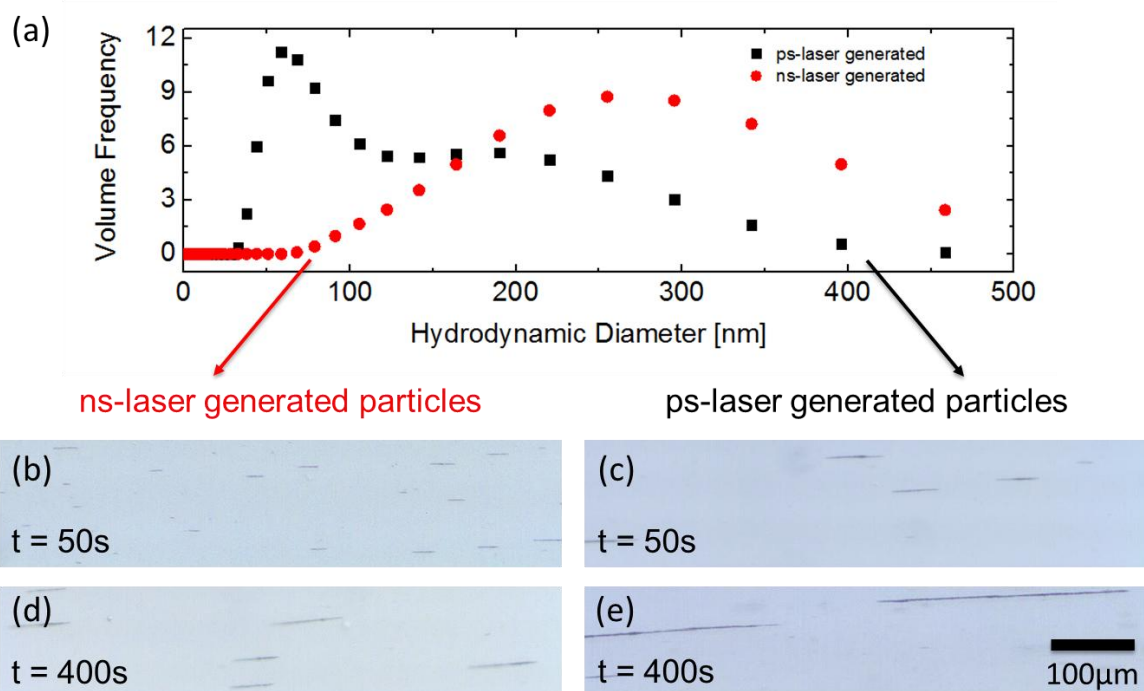 (a)
12
9
6
3
0
Volume Frequency
ps-laser generated
ns-laser generated
0 100 200 300 400 500
Hydrodynamic Diameter [nm]
ns-laser generated particles
ps-laser generated particles
(b)
t = 50s
(c)
t = 50s
(d)
t = 400s
(e)
t = 400s
100μm